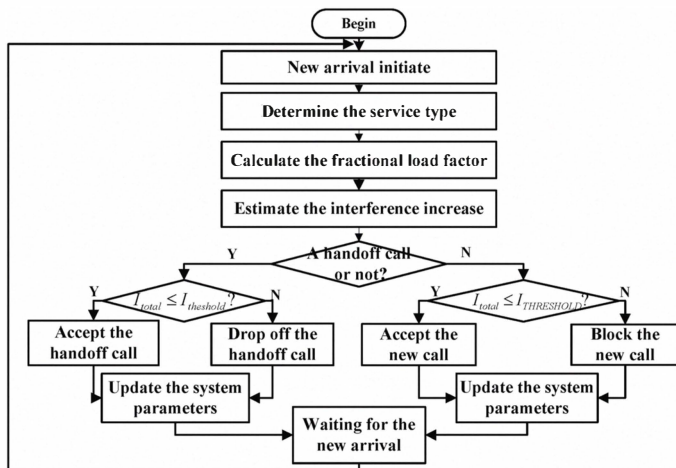 Begin
New arrival initiate
Determine the service type
Calculate the fractional load factor
Estimate the interference increase
A handoff call
or not?
Y
N
I_total ≤ I_theshold?
Y
N
I_total ≤ I_THRESHOLD?
Y
N
Accept the
handoff call
Drop off the
handoff call
Accept the
new call
Block the
new call
Update the system
parameters
Update the system
parameters
Waiting for the
new arrival